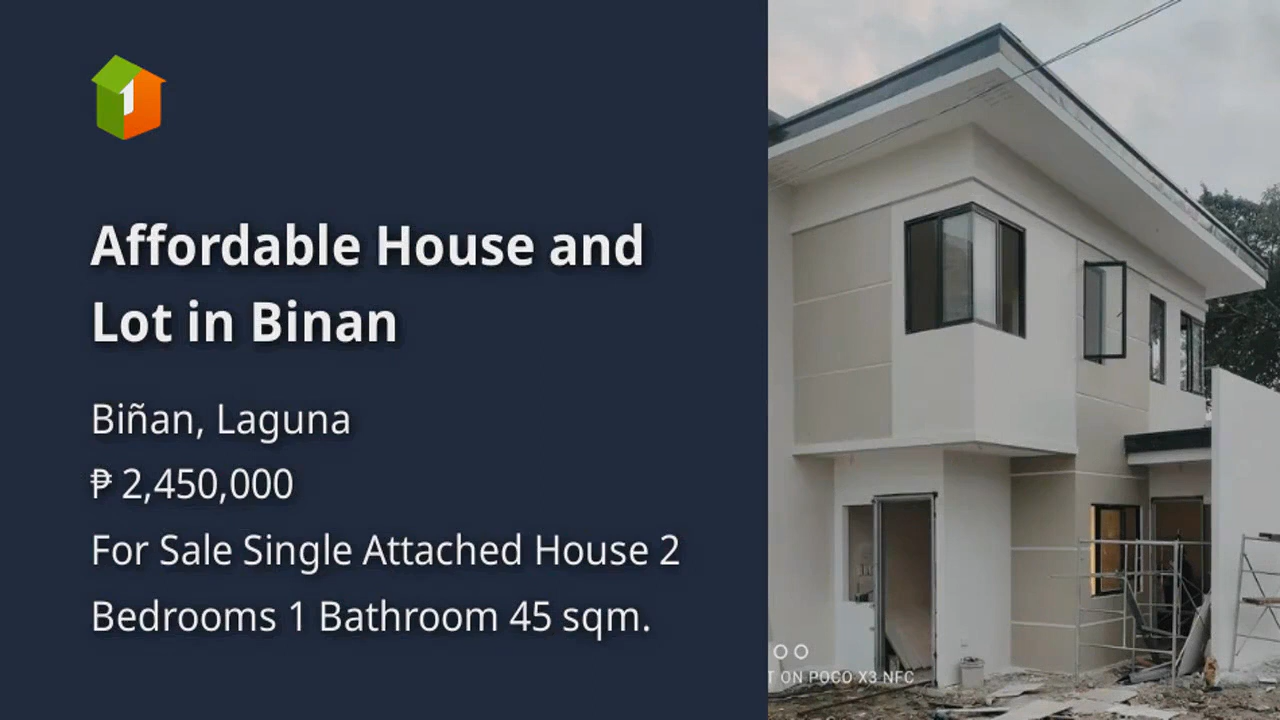 Affordable House and
Lot in Binan
Biñan, Laguna
₱ 2,450,000
For Sale Single Attached House 2
Bedrooms 1 Bathroom 45 sqm.
T ON POCO X3 NFC